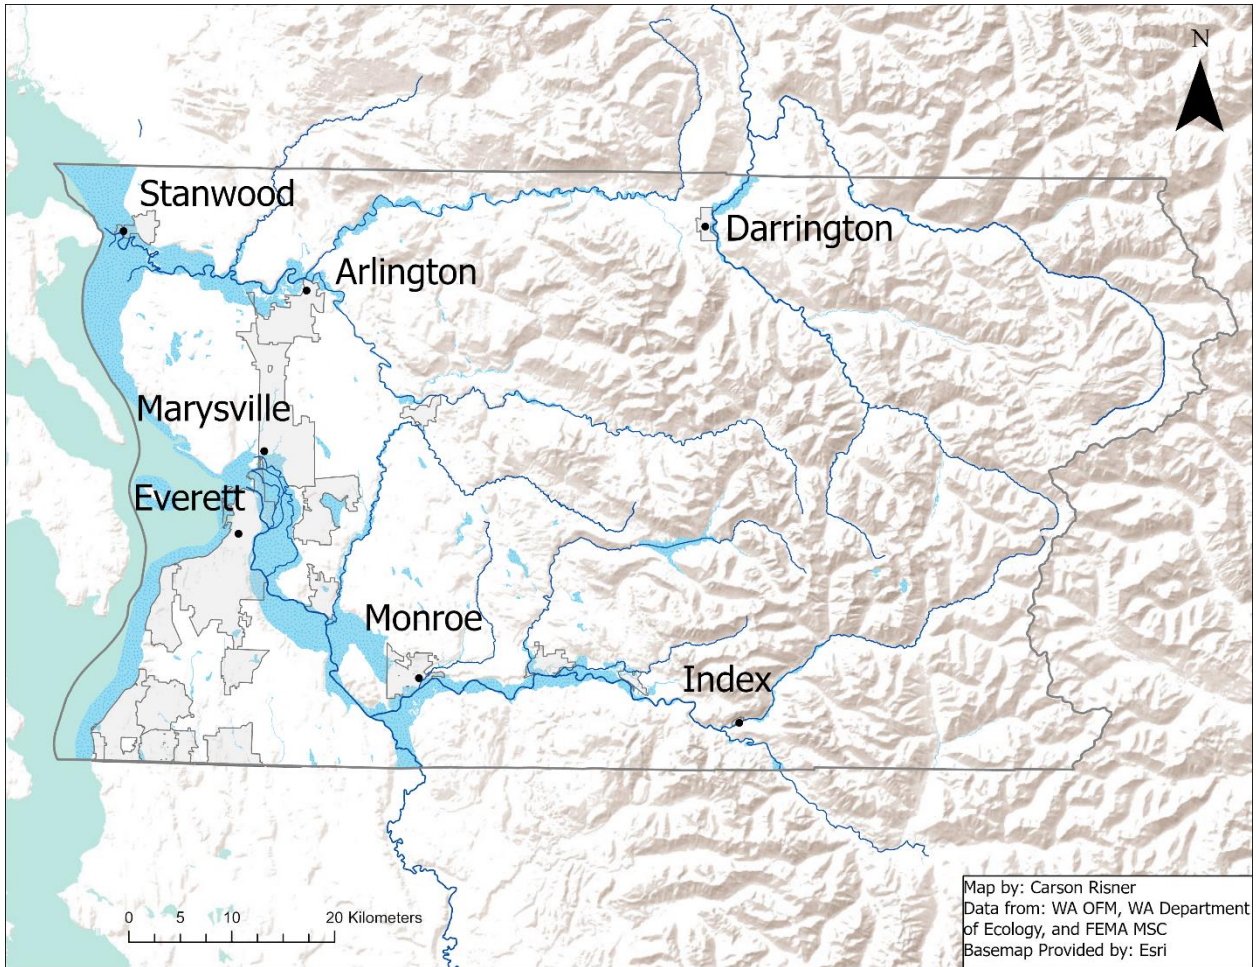 N
Stanwood
Darrington
Arlington
Marysville
Everett
Monroe
Index
0 5 10 20 Kilometers
Map by: Carson Risner
Data from: WA OFM, WA Department
of Ecology, and FEMA MSC
Basemap Provided by: Esri